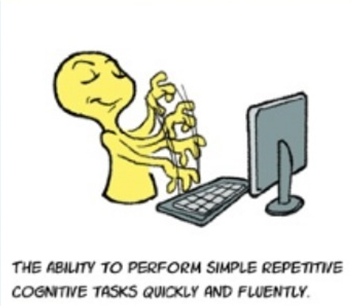 THE ABILITY TO PERFORM SIMPLE REPETITIVE
COGNITIVE TASKS QUICKLY AND FLUENTLY.